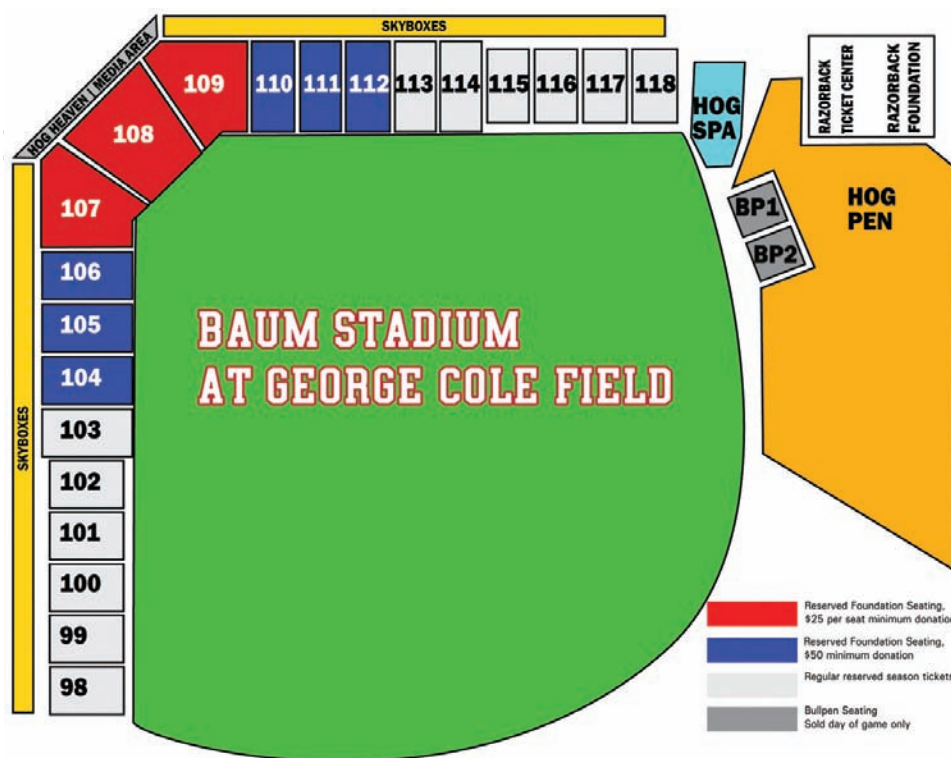 SKYBOXES
HOG HEAVEN | MEDIA AREA
109
110
111
112
113
114
115
116
117
118
108
107
106
105
104
103
102
101
100
99
98
SKYBOXES
HOG
SPA
RAZORBACK
TICKET CENTER
RAZORBACK
FOUNDATION
BP1
BP2
HOG
PEN
BAUM STADIUM
AT GEORGE COLE FIELD
Reserved Foundation Seating,
$25 per seat minimum donation
Reserved Foundation Seating,
$50 minimum donation
Regular reserved season tickets
Bullpen Seating
Sold day of game only